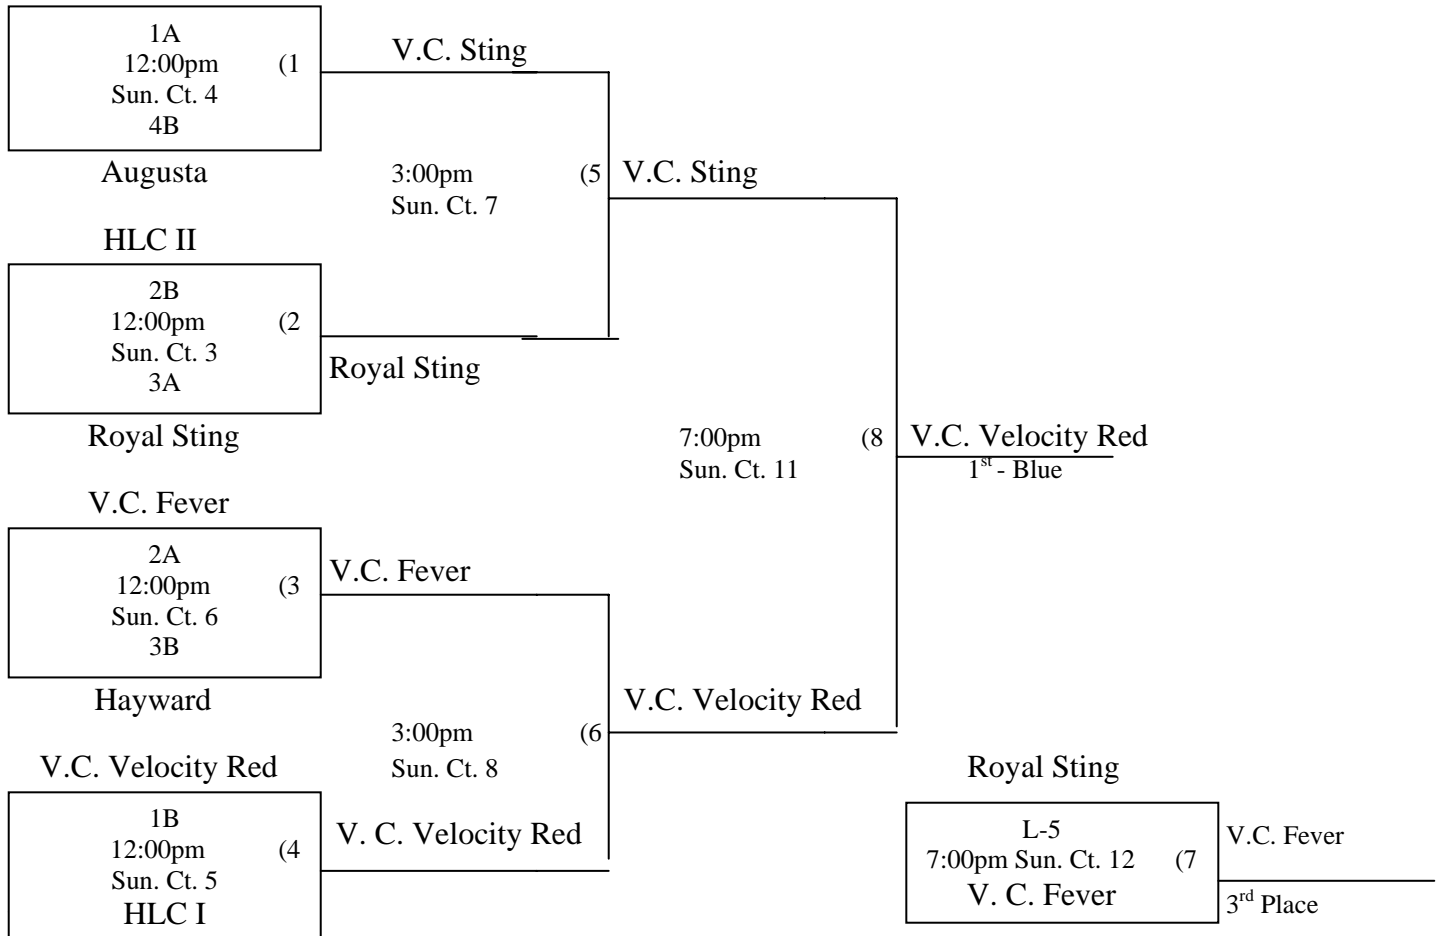 1A
12:00pm (1
Sun. Ct. 4
4B
Augusta
V.C. Sting
3:00pm (5
Sun. Ct. 7
V.C. Sting
HLC II
2B
12:00pm (2
Sun. Ct. 3
3A
Royal Sting
Royal Sting
7:00pm (8
Sun. Ct. 11
V.C. Velocity Red
1st - Blue
V.C. Fever
2A
12:00pm (3
Sun. Ct. 6
3B
Hayward
V.C. Fever
3:00pm (6
Sun. Ct. 8
V.C. Velocity Red
V.C. Velocity Red
1B
12:00pm (4
Sun. Ct. 5
HLC I
V. C. Velocity Red
Royal Sting
L-5
7:00pm Sun. Ct. 12 (7
V. C. Fever
V.C. Fever
3rd Place